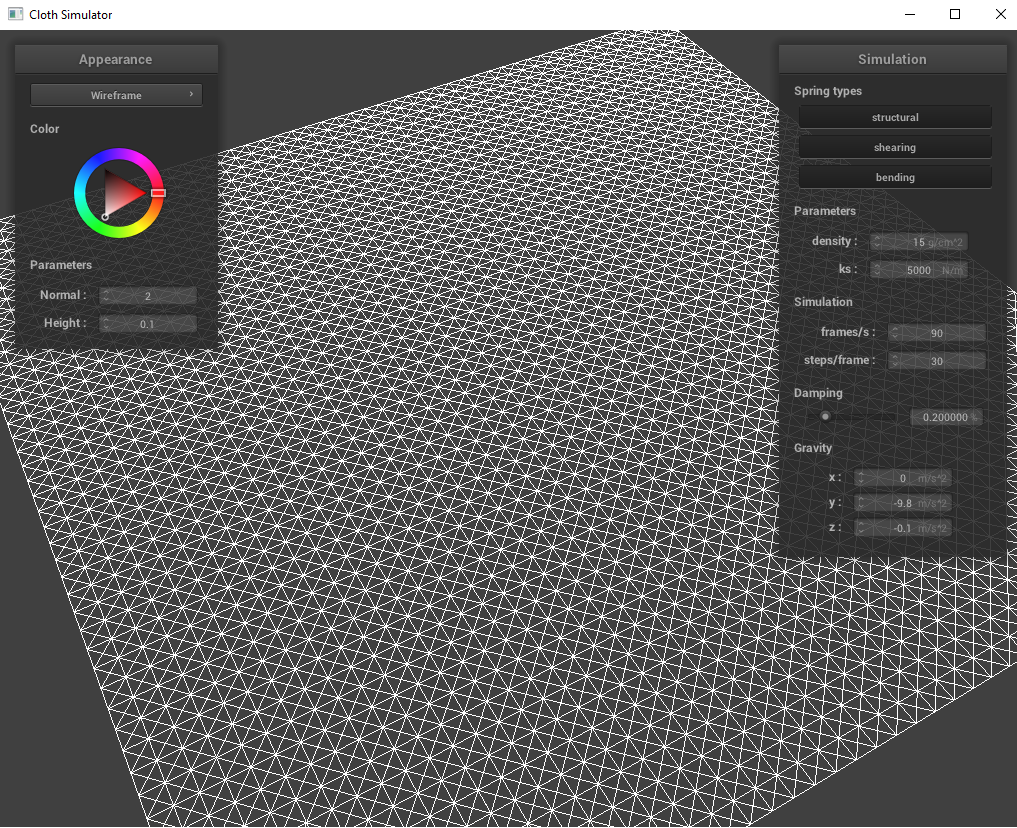 Cloth Simulator
Appearance
Wireframe
Color
Parameters
Normal : 2
Height : 0.1
Simulation
Spring types
structural
shearing
bending
Parameters
density : 15 g/cm^2
ks : 5000 N/m
Simulation
frames/s : 90
steps/frame : 30
Damping
0.200000 %
Gravity
x : 0 m/s^2
y : -9.8 m/s^2
z : -0.1 m/s^2